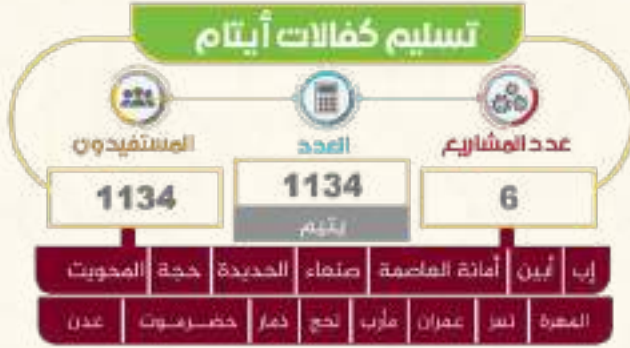 تسليم كفالات أيتام
عدد المشاريع العدد المستفيدون
6 1134 1134
يتيم
إب أبين أمانة العاصمة صنعاء الحديدة حجة المحويت
المهرة تعز عمران مأرب لحج ذمار حضرموت عدن